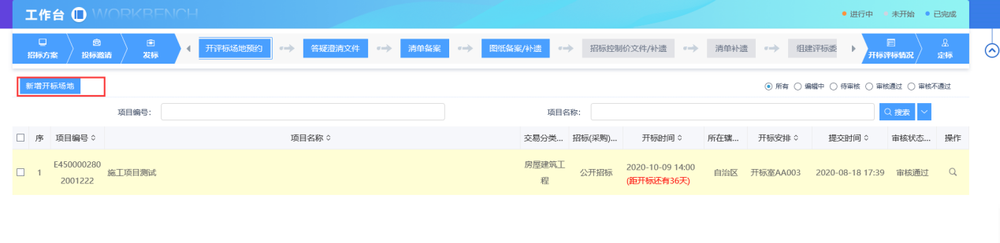 工作台 WORKBENCH
进行中 未开始 已完成
招标方案 投标邀请 发标 开评标场地预约 答疑澄清文件 清单备案 图纸备案/补遗 招标控制价文件/补遗 清单补遗 组建评标委 开标评标情况 定标
新增开标场地
所有 编辑中 待审核 审核通过 审核不通过
项目编号： 项目名称： 搜索
序 项目编号 项目名称 交易分类... 招标(采购)... 开标时间 所在辖... 开标安排 提交时间 审核状态... 操作
1 E4500002802001222 施工项目测试 房屋建筑工程 公开招标 2020-10-09 14:00 自治区 开标室AA003 2020-08-18 17:39 审核通过
(距开标还有36天)